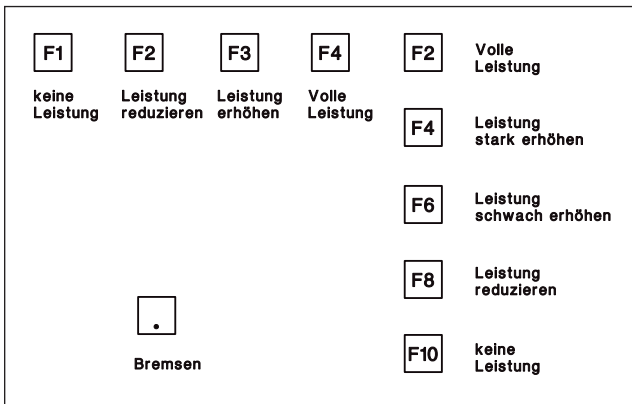 F1
keine
Leistung
F2
Leistung
reduzieren
F3
Leistung
erhöhen
F4
Volle
Leistung
F2
Volle
Leistung
F4
Leistung
stark erhöhen
F6
Leistung
schwach erhöhen
F8
Leistung
reduzieren
F10
keine
Leistung
.
Bremsen